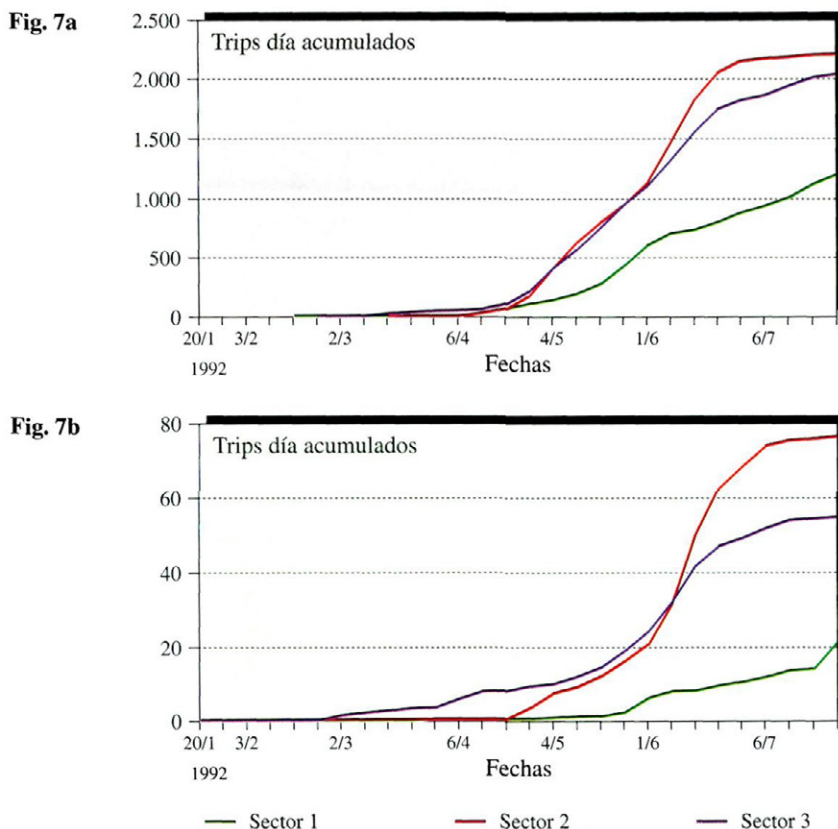 Fig. 7a
Trips día acumulados
2.500
2.000
1.500
1.000
500
0
20/1 3/2 2/3 6/4 4/5 1/6 6/7
1992
Fechas
Fig. 7b
Trips día acumulados
80
60
40
20
0
20/1 3/2 2/3 6/4 4/5 1/6 6/7
1992
Fechas
Sector 1 Sector 2 Sector 3